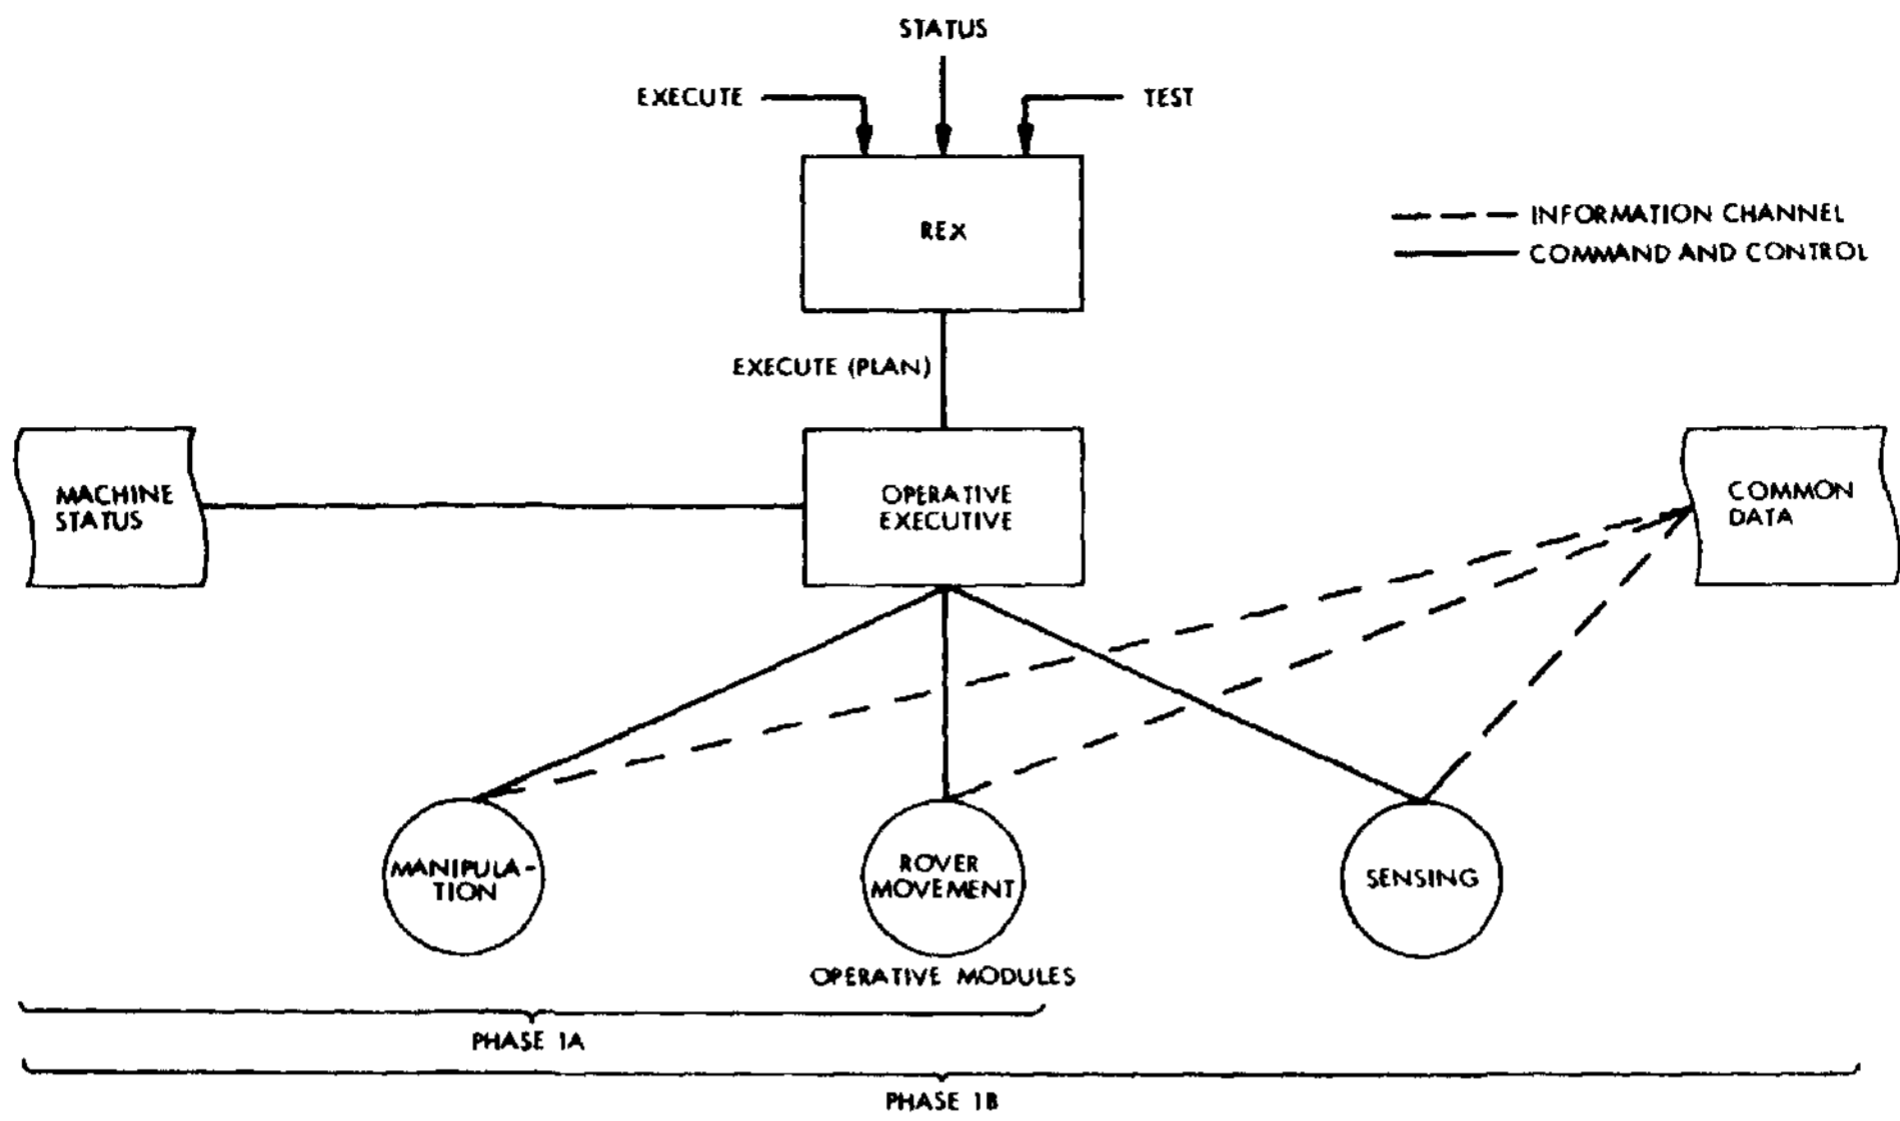 STATUS
EXECUTE
TEST
REX
INFORMATION CHANNEL
COMMAND AND CONTROL
EXECUTE (PLAN)
MACHINE
STATUS
OPERATIVE
EXECUTIVE
COMMON
DATA
MANIPULA-
TION
ROVER
MOVEMENT
SENSING
OPERATIVE MODULES
PHASE 1A
PHASE 1B